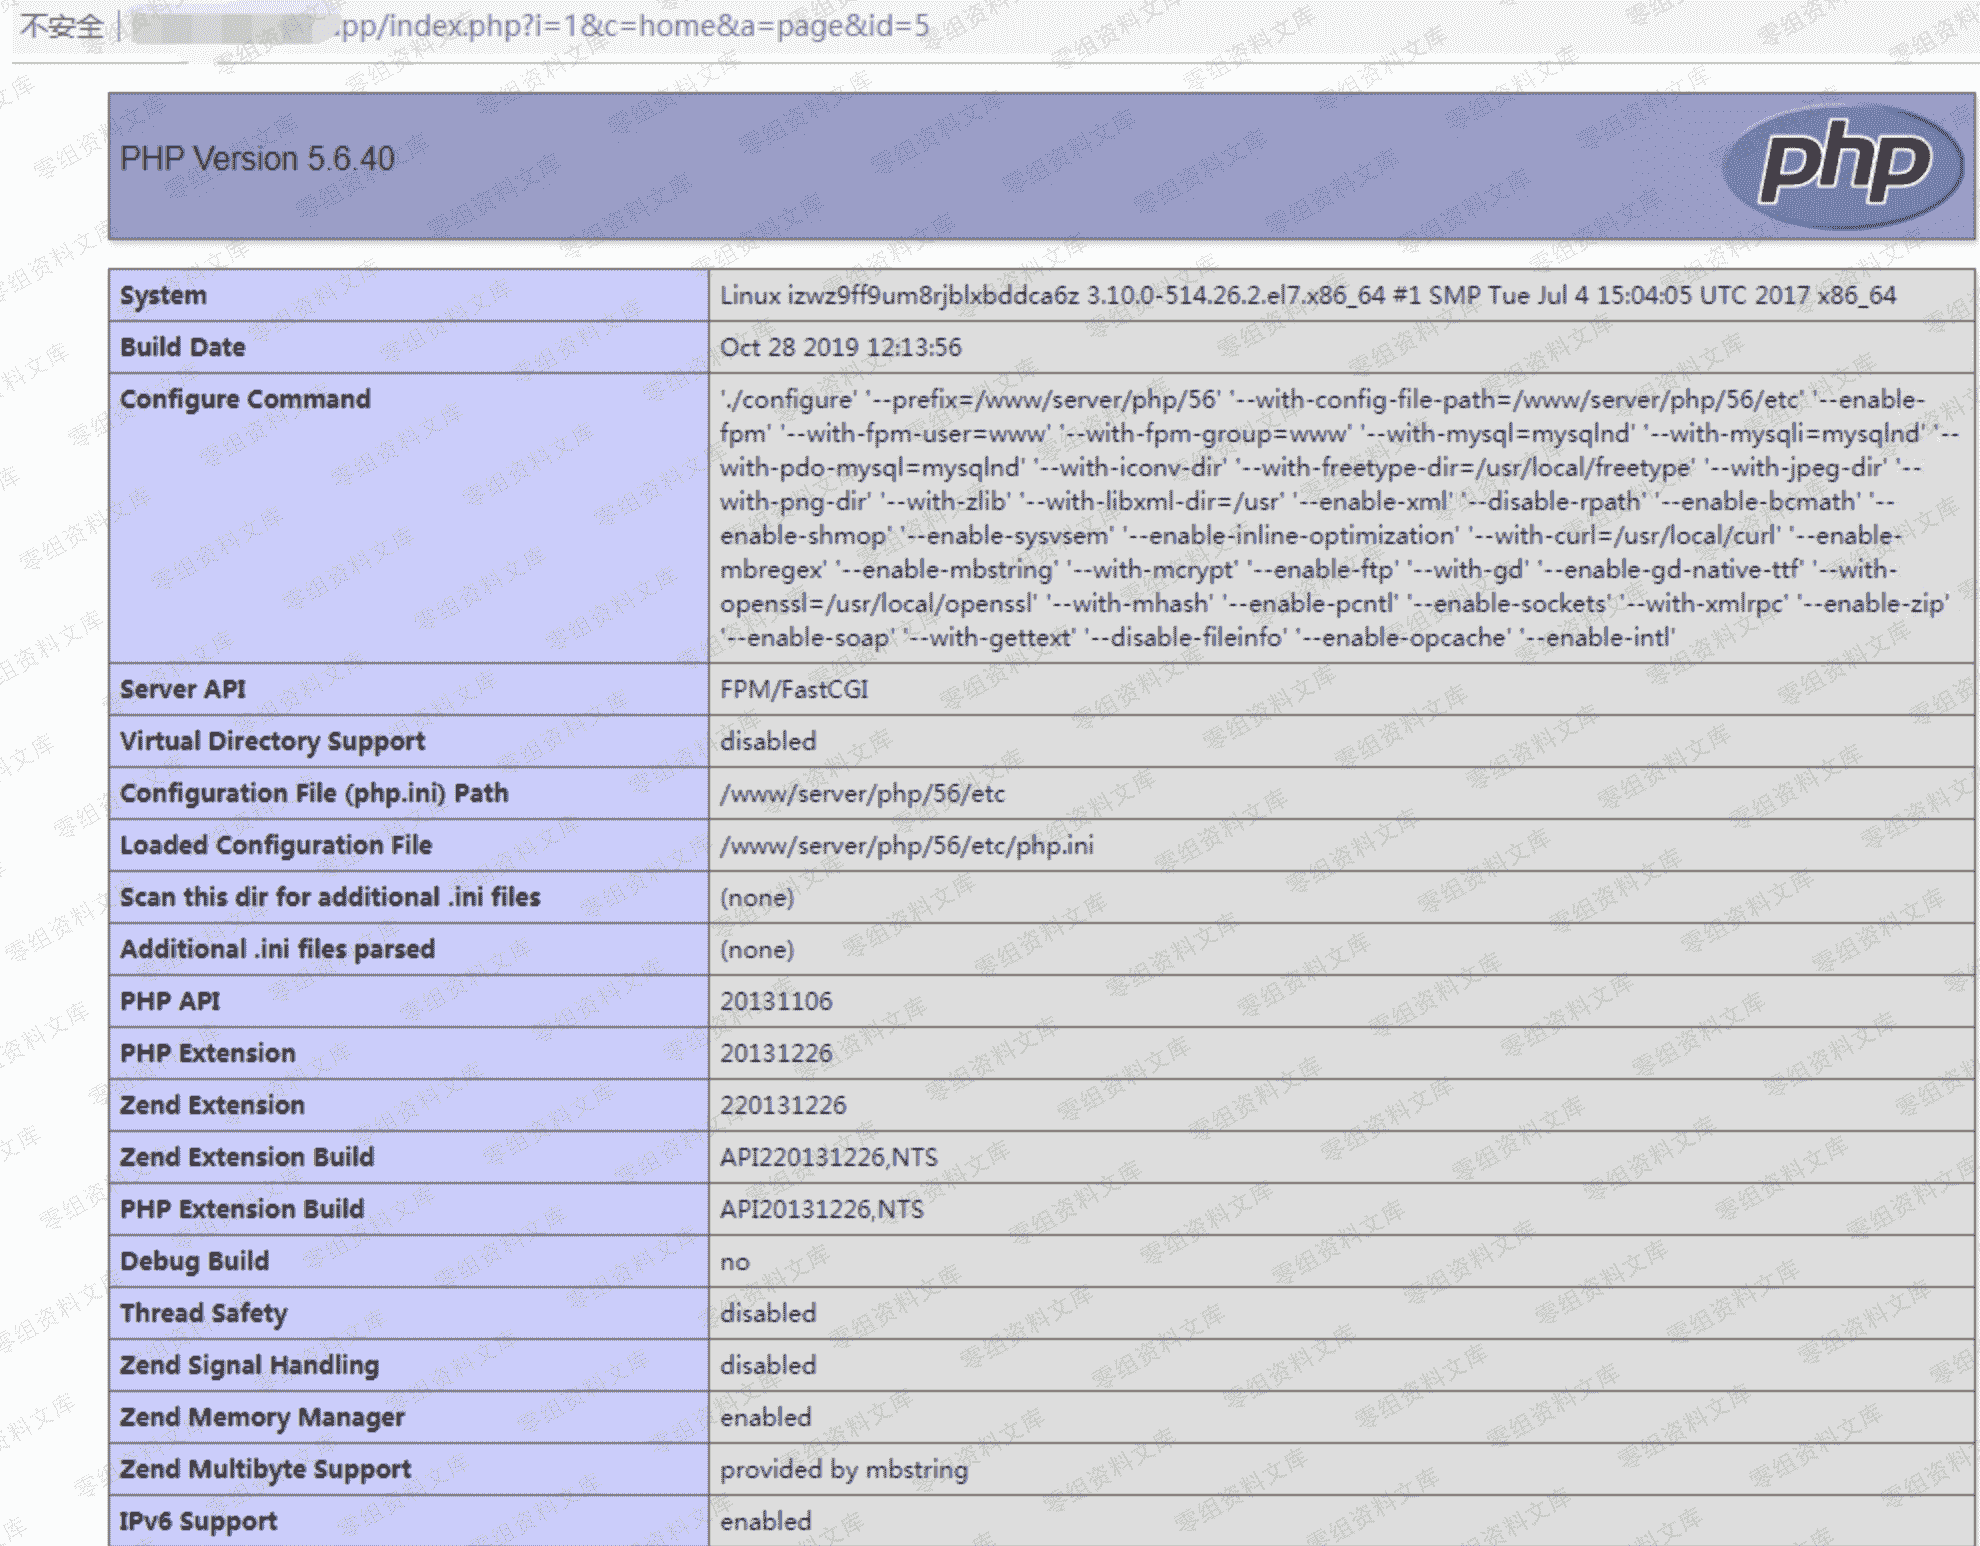 不安全 | .pp/index.php?i=1&c=home&a=page&id=5
PHP Version 5.6.40
php
System Linux izwz9ff9um8rjblxbddca6z 3.10.0-514.26.2.el7.x86_64 #1 SMP Tue Jul 4 15:04:05 UTC 2017 x86_64
Build Date Oct 28 2019 12:13:56
Configure Command './configure' '--prefix=/www/server/php/56' '--with-config-file-path=/www/server/php/56/etc' '--enable-
fpm' '--with-fpm-user=www' '--with-fpm-group=www' '--with-mysql=mysqlnd' '--with-mysqli=mysqlnd' '--
with-pdo-mysql=mysqlnd' '--with-iconv-dir' '--with-freetype-dir=/usr/local/freetype' '--with-jpeg-dir' '--
with-png-dir' '--with-zlib' '--with-libxml-dir=/usr' '--enable-xml' '--disable-rpath' '--enable-bcmath' '--
enable-shmop' '--enable-sysvsem' '--enable-inline-optimization' '--with-curl=/usr/local/curl' '--enable-
mbregex' '--enable-mbstring' '--with-mcrypt' '--enable-ftp' '--with-gd' '--enable-gd-native-ttf' '--with-
openssl=/usr/local/openssl' '--with-mhash' '--enable-pcntl' '--enable-sockets' '--with-xmlrpc' '--enable-zip'
'--enable-soap' '--with-gettext' '--disable-fileinfo' '--enable-opcache' '--enable-intl'
Server API FPM/FastCGI
Virtual Directory Support disabled
Configuration File (php.ini) Path /www/server/php/56/etc
Loaded Configuration File /www/server/php/56/etc/php.ini
Scan this dir for additional .ini files (none)
Additional .ini files parsed (none)
PHP API 20131106
PHP Extension 20131226
Zend Extension 220131226
Zend Extension Build API220131226,NTS
PHP Extension Build API20131226,NTS
Debug Build no
Thread Safety disabled
Zend Signal Handling disabled
Zend Memory Manager enabled
Zend Multibyte Support provided by mbstring
IPv6 Support enabled
零组资料文库